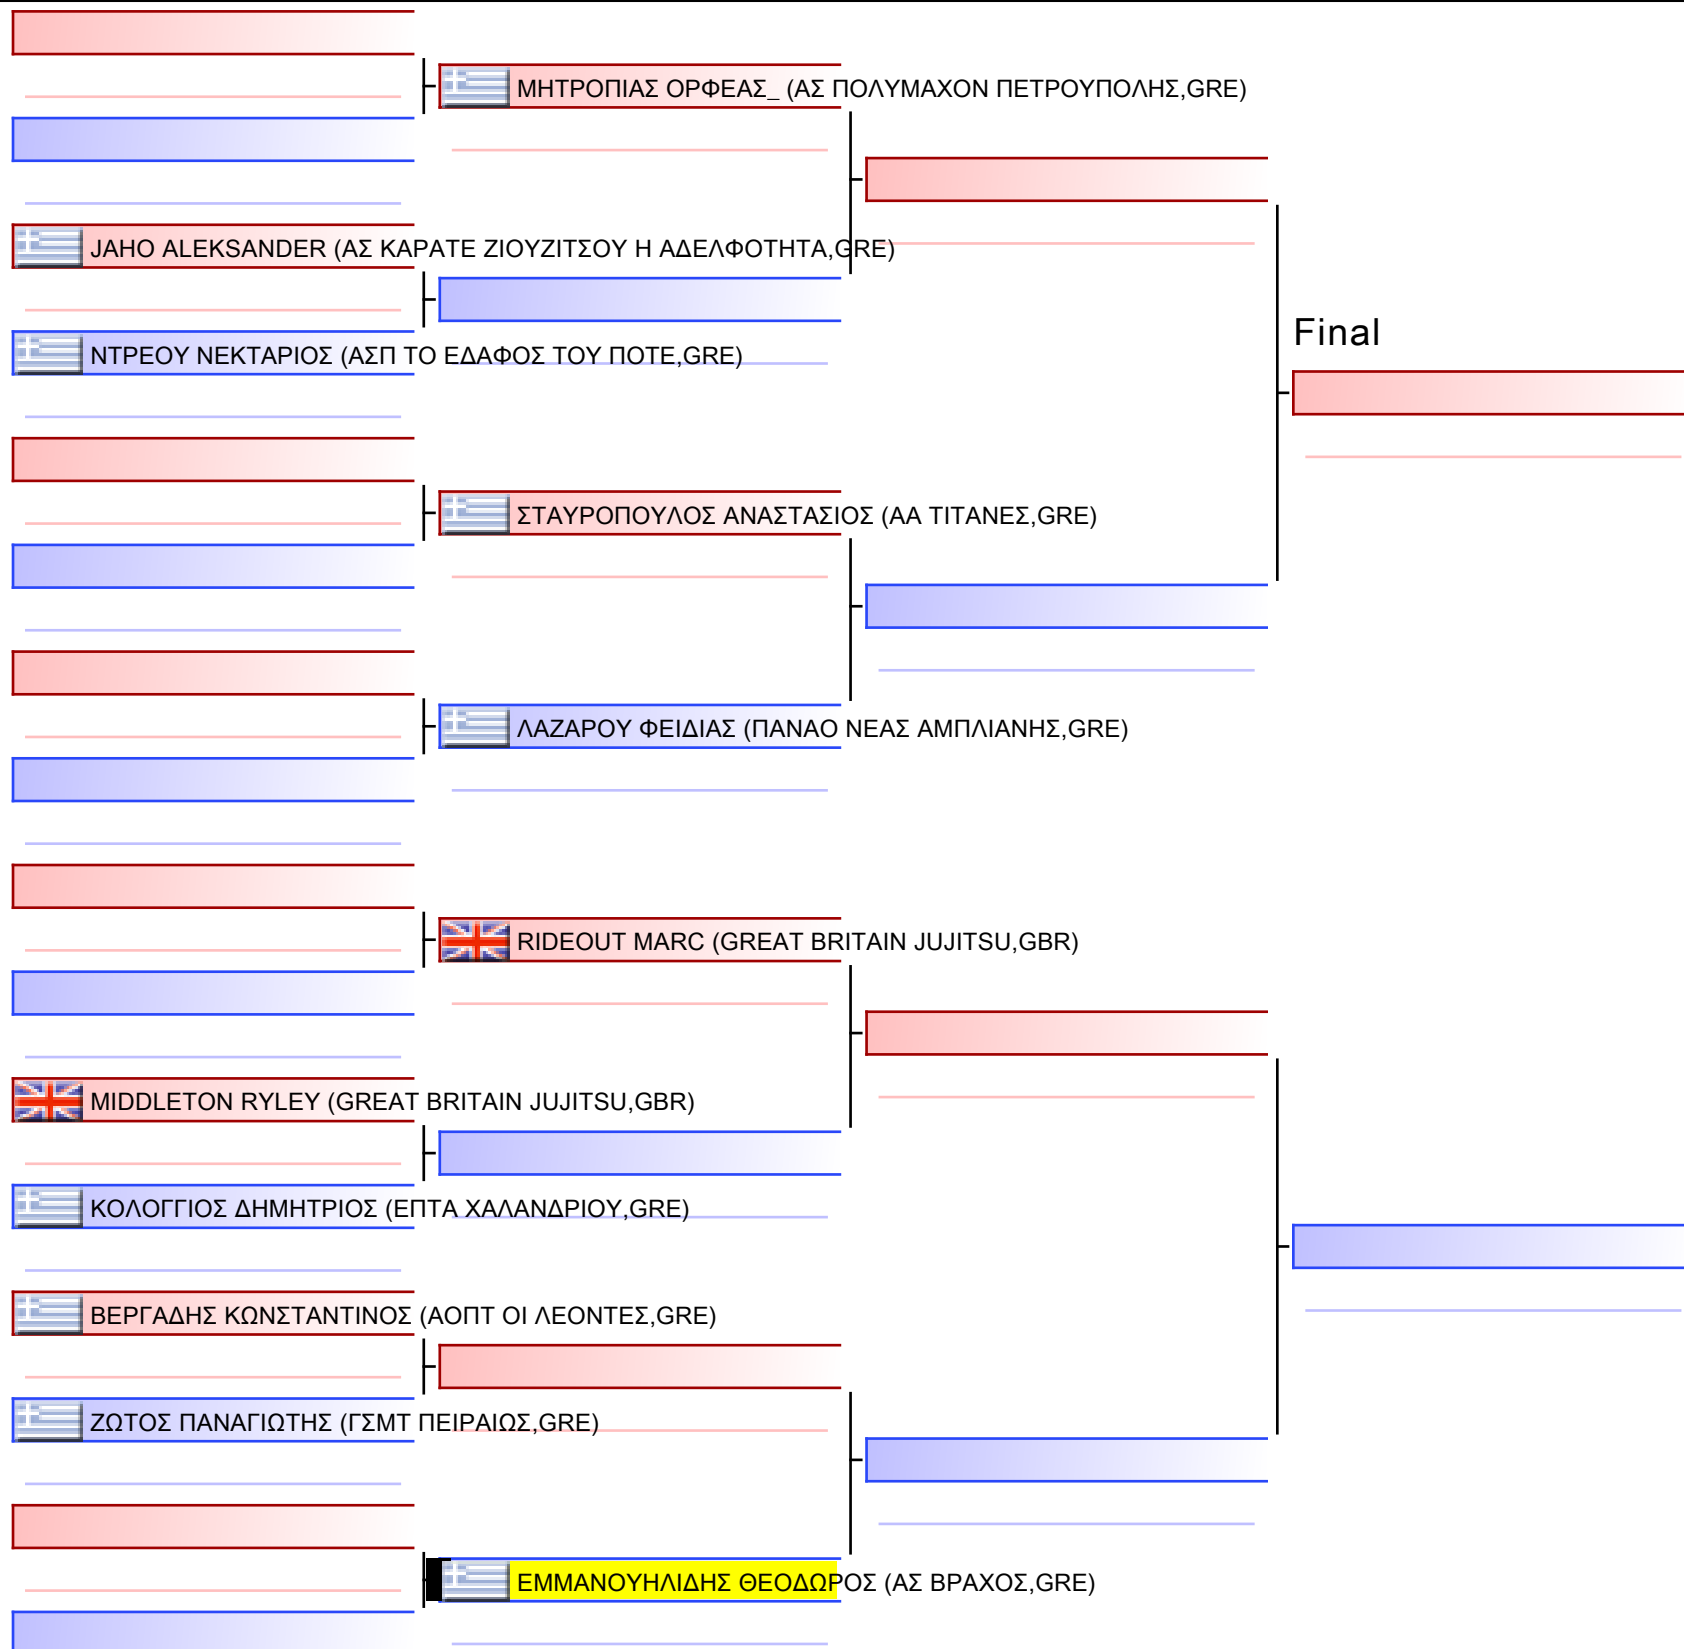 ΜΗΤΡΟΠΙΑΣ ΟΡΦΕΑΣ_ (ΑΣ ΠΟΛΥΜΑΧΟΝ ΠΕΤΡΟΥΠΟΛΗΣ,GRE)
JAHO ALEKSANDER (ΑΣ ΚΑΡΑΤΕ ΖΙΟΥΖΙΤΣΟΥ Η ΑΔΕΛΦΟΤΗΤΑ,GRE)
Final
ΝΤΡΕΟΥ ΝΕΚΤΑΡΙΟΣ (ΑΣΠ ΤΟ ΕΔΑΦΟΣ ΤΟΥ ΠΟΤΕ,GRE)
ΣΤΑΥΡΟΠΟΥΛΟΣ ΑΝΑΣΤΑΣΙΟΣ (ΑΑ ΤΙΤΑΝΕΣ,GRE)
ΛΑΖΑΡΟΥ ΦΕΙΔΙΑΣ (ΠΑΝΑΟ ΝΕΑΣ ΑΜΠΛΙΑΝΗΣ,GRE)
RIDEOUT MARC (GREAT BRITAIN JUJITSU,GBR)
MIDDLETON RYLEY (GREAT BRITAIN JUJITSU,GBR)
ΚΟΛΟΓΓΙΟΣ ΔΗΜΗΤΡΙΟΣ (ΕΠΤΑ ΧΑΛΑΝΔΡΙΟΥ,GRE)
ΒΕΡΓΑΔΗΣ ΚΩΝΣΤΑΝΤΙΝΟΣ (ΑΟΠΤ ΟΙ ΛΕΟΝΤΕΣ,GRE)
ΖΩΤΟΣ ΠΑΝΑΓΙΩΤΗΣ (ΓΣΜΤ ΠΕΙΡΑΙΩΣ,GRE)
ΕΜΜΑΝΟΥΗΛΙΔΗΣ ΘΕΟΔΩΡΟΣ (ΑΣ ΒΡΑΧΟΣ,GRE)